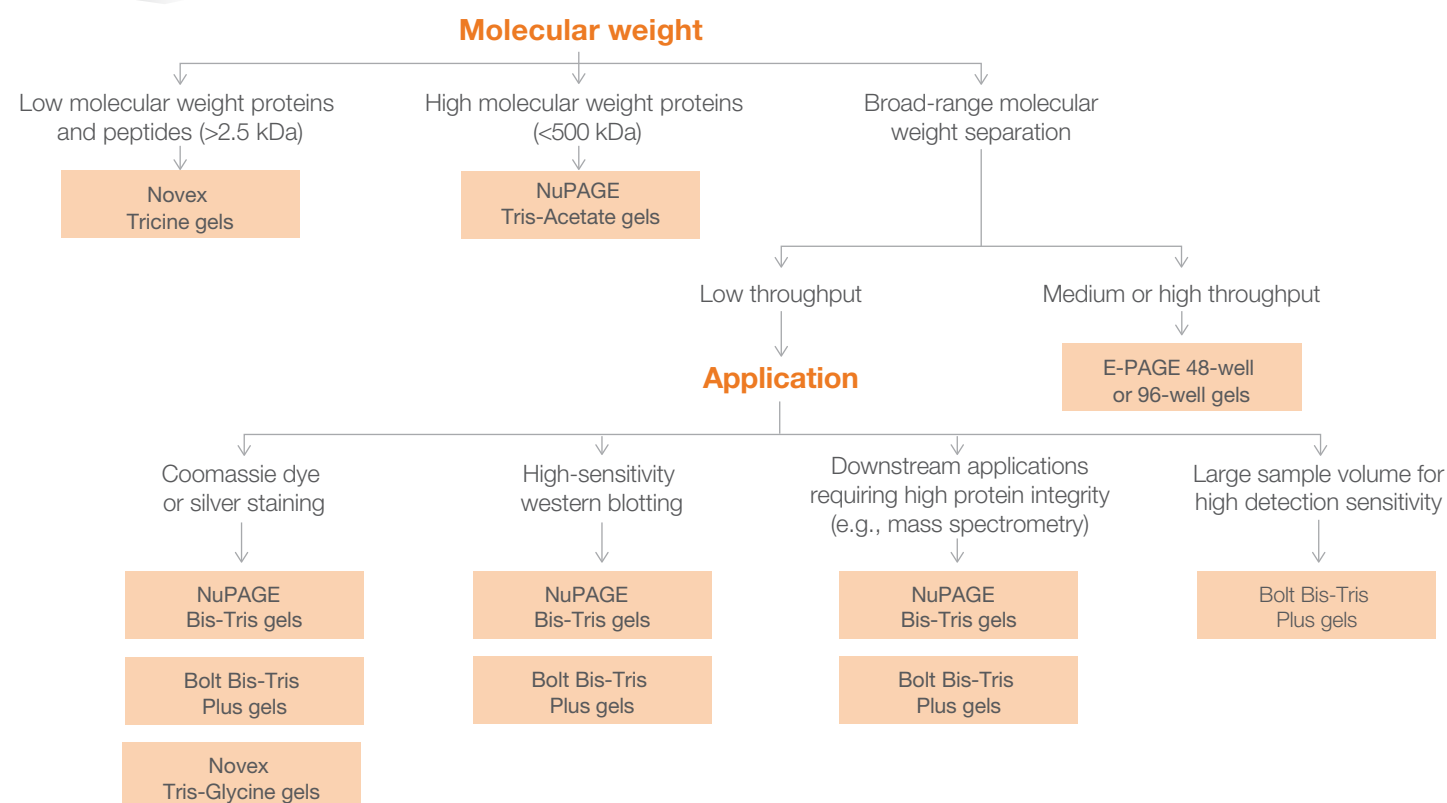 Molecular weight
Low molecular weight proteins
and peptides (>2.5 kDa)
High molecular weight proteins
(<500 kDa)
Broad-range molecular
weight separation
Novex
Tricine gels
NuPAGE
Tris-Acetate gels
Low throughput
Medium or high throughput
E-PAGE 48-well
or 96-well gels
Application
Coomassie dye
or silver staining
High-sensitivity
western blotting
Downstream applications
requiring high protein integrity
(e.g., mass spectrometry)
Large sample volume for
high detection sensitivity
NuPAGE
Bis-Tris gels
NuPAGE
Bis-Tris gels
NuPAGE
Bis-Tris gels
Bolt Bis-Tris
Plus gels
Bolt Bis-Tris
Plus gels
Bolt Bis-Tris
Plus gels
Bolt Bis-Tris
Plus gels
Novex
Tris-Glycine gels